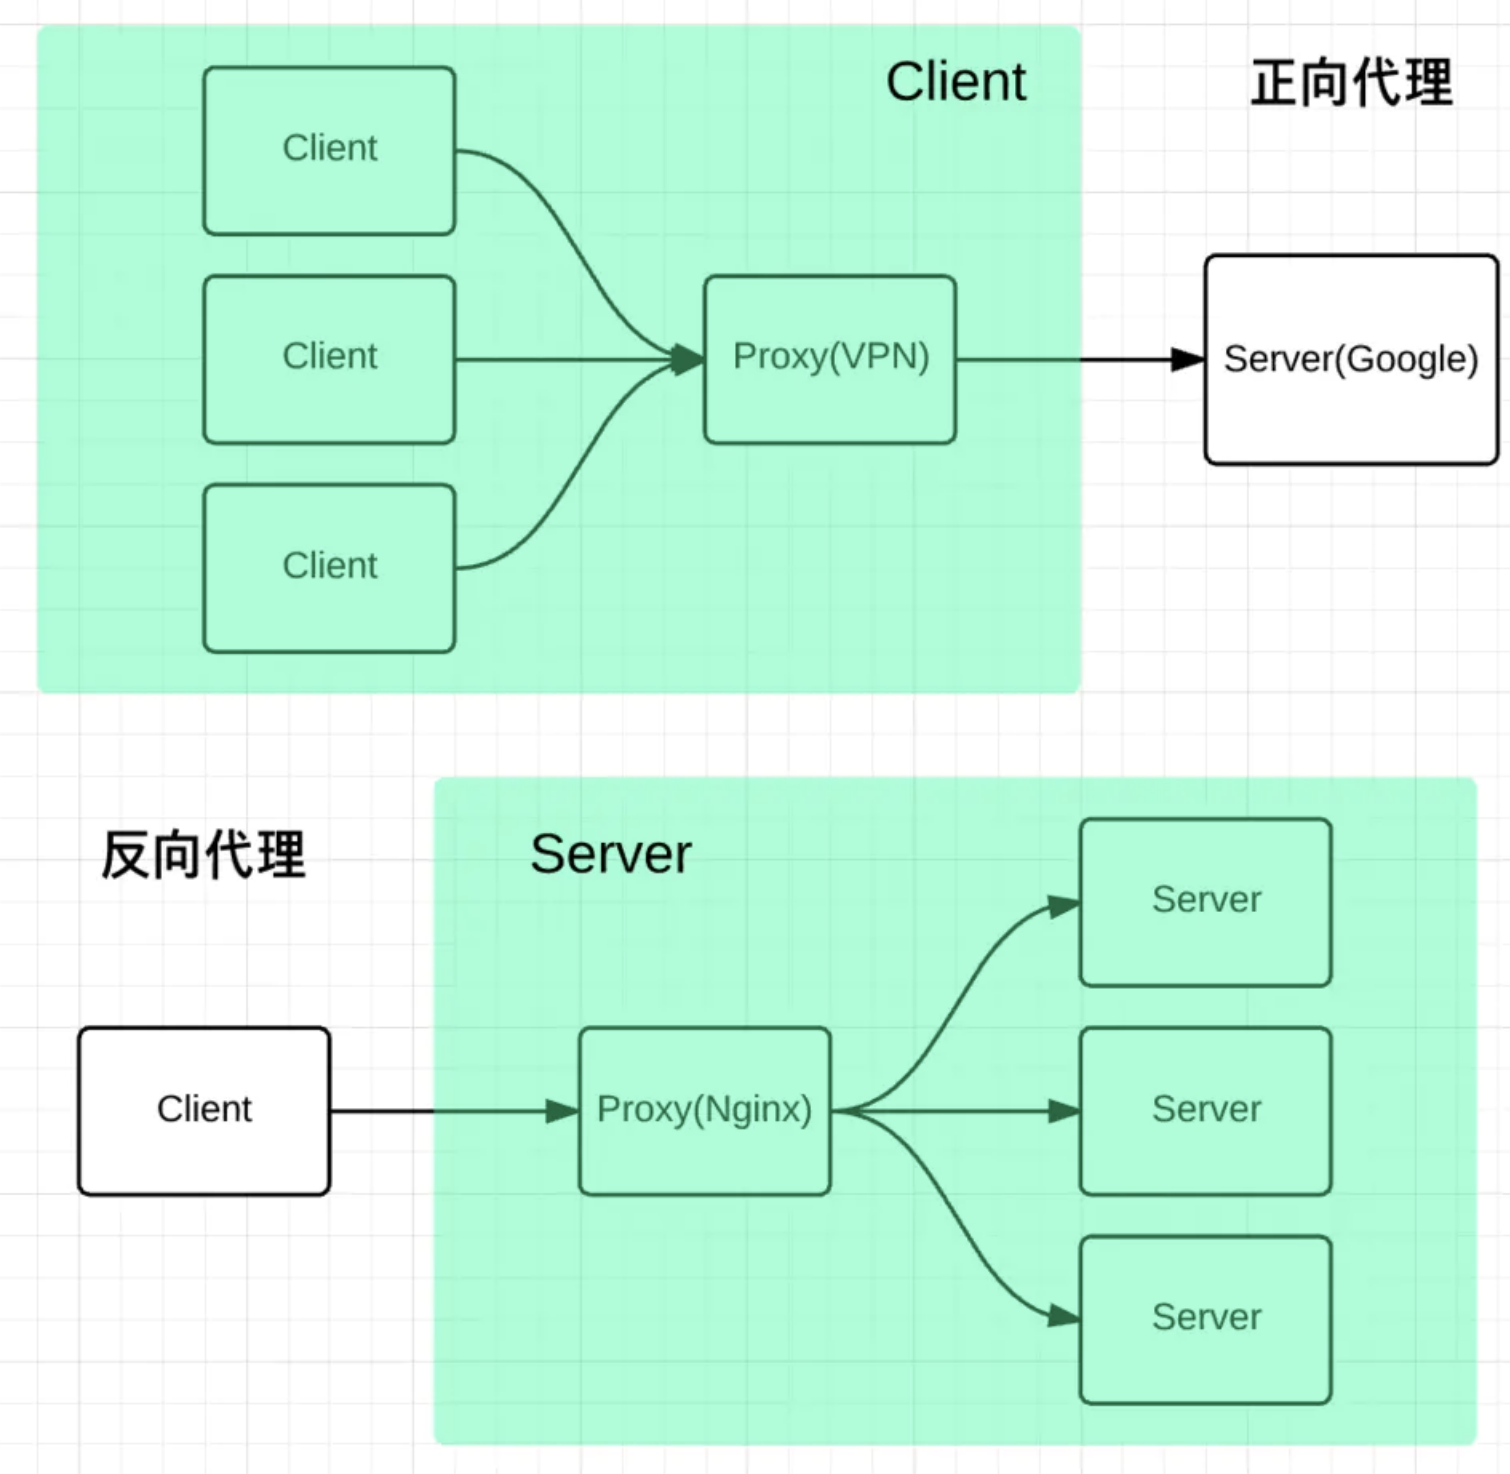 Client
正向代理
Client
Client
Proxy(VPN)
Server(Google)
Client
反向代理
Server
Server
Client
Proxy(Nginx)
Server
Server